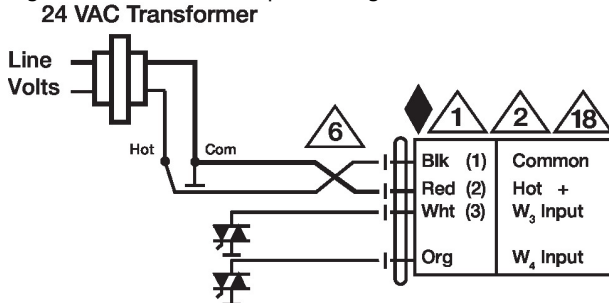 24 VAC Transformer
Line
Volts
Hot
Com
6
1
2
18
Blk (1) Common
Red (2) Hot +
Wht (3) W₃ Input
Org W₄ Input